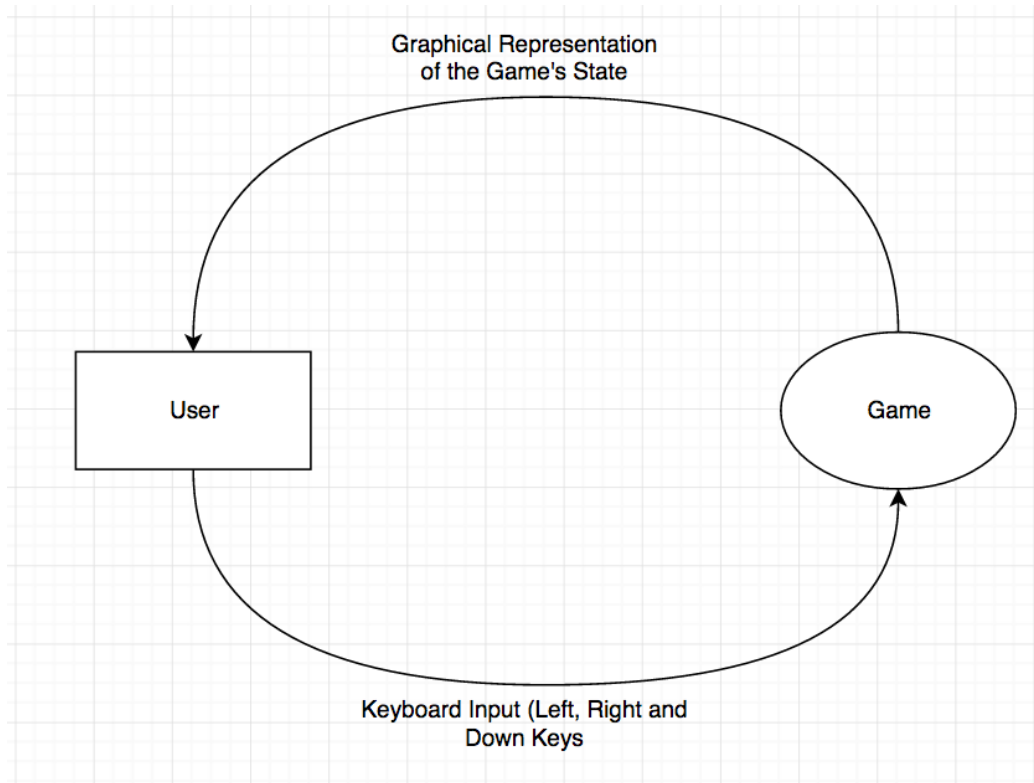 Graphical Representation
of the Game's State
User
Game
Keyboard Input (Left, Right and
Down Keys